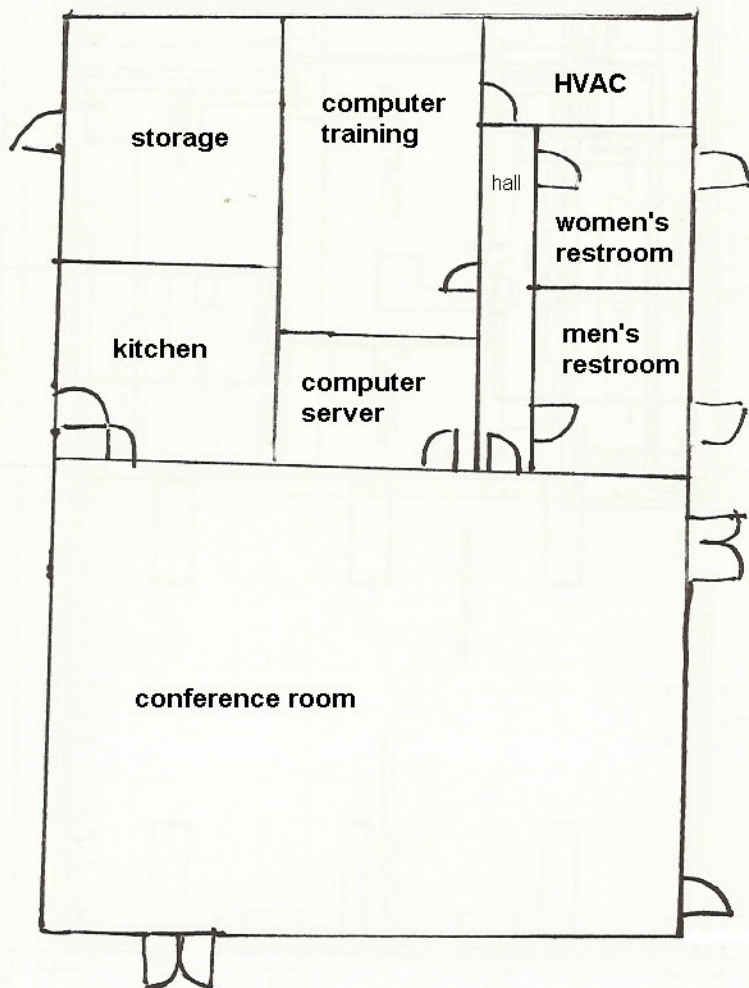 HVAC
computer
training
storage
hall
women's
restroom
men's
restroom
kitchen
computer
server
conference room